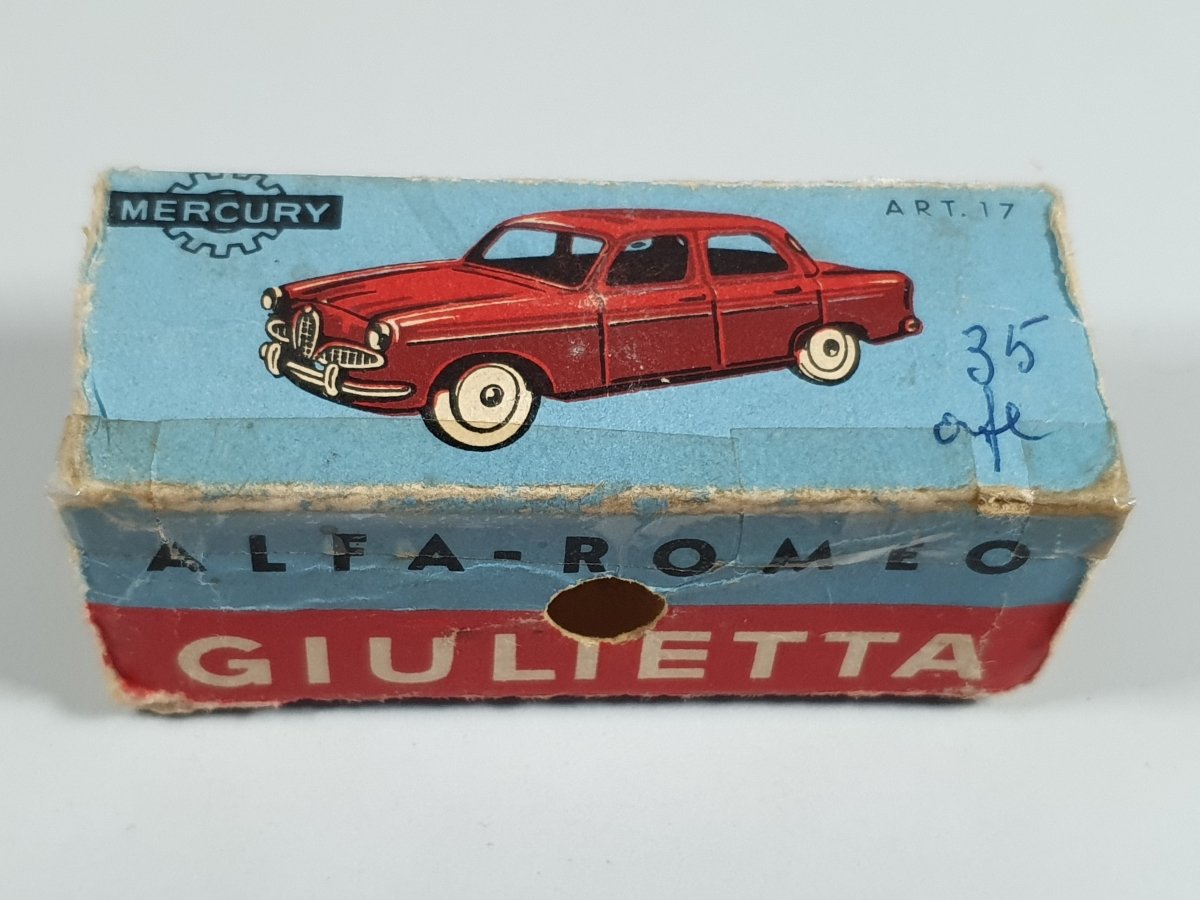 MERCURY
ART. 17
35
ALFA-ROMEO
GIULIETTA